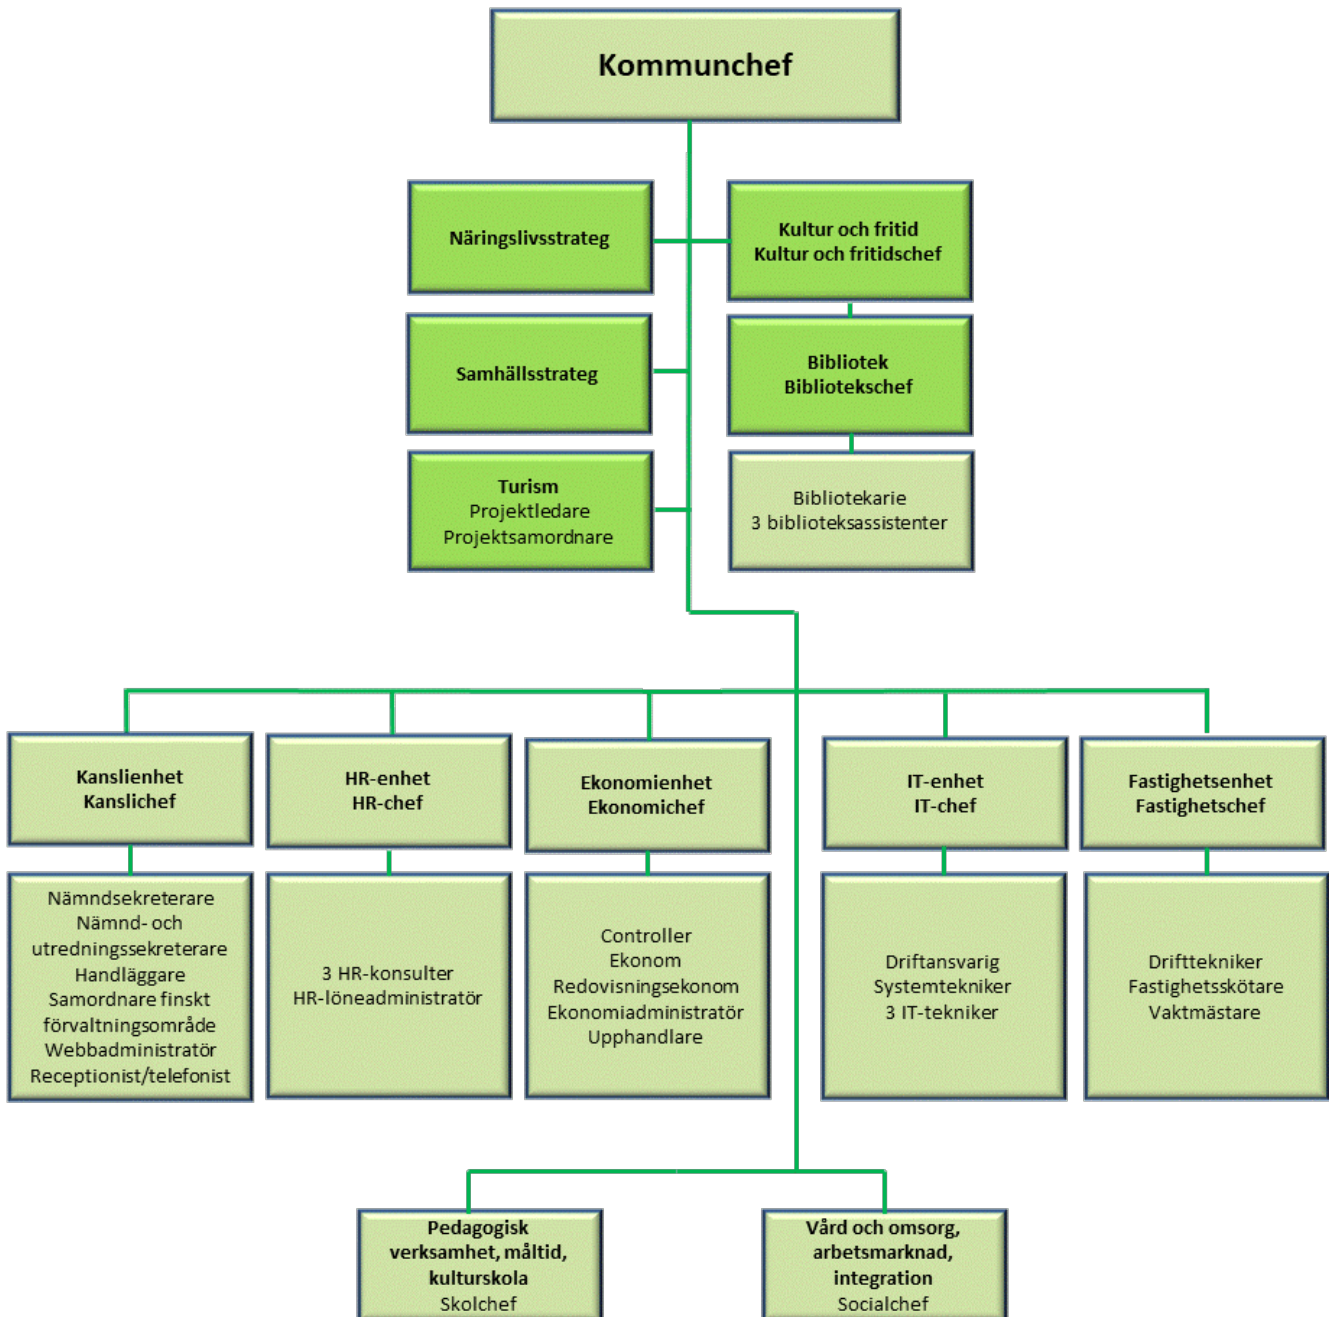 Kommunchef
Näringslivsstrateg
Kultur och fritid
Kultur och fritidschef
Samhällsstrateg
Bibliotek
Bibliotekschef
Turism
Projektledare
Projektsamordnare
Bibliotekarie
3 biblioteksassistenter
Kanslienhet
Kanslichef
HR-enhet
HR-chef
Ekonomienhet
Ekonomichef
IT-enhet
IT-chef
Fastighetsenhet
Fastighetschef
Nämndsekreterare
Nämnd- och
utredningssekreterare
Handläggare
Samordnare finskt
förvaltningsområde
Webbadministratör
Receptionist/telefonist
3 HR-konsulter
HR-löneadministratör
Controller
Ekonom
Redovisningsekonom
Ekonomiadministratör
Upphandlare
Driftansvarig
Systemtekniker
3 IT-tekniker
Drifttekniker
Fastighetsskötare
Vaktmästare
Pedagogisk
verksamhet, måltid,
kulturskola
Skolchef
Vård och omsorg,
arbetsmarknad,
integration
Socialchef